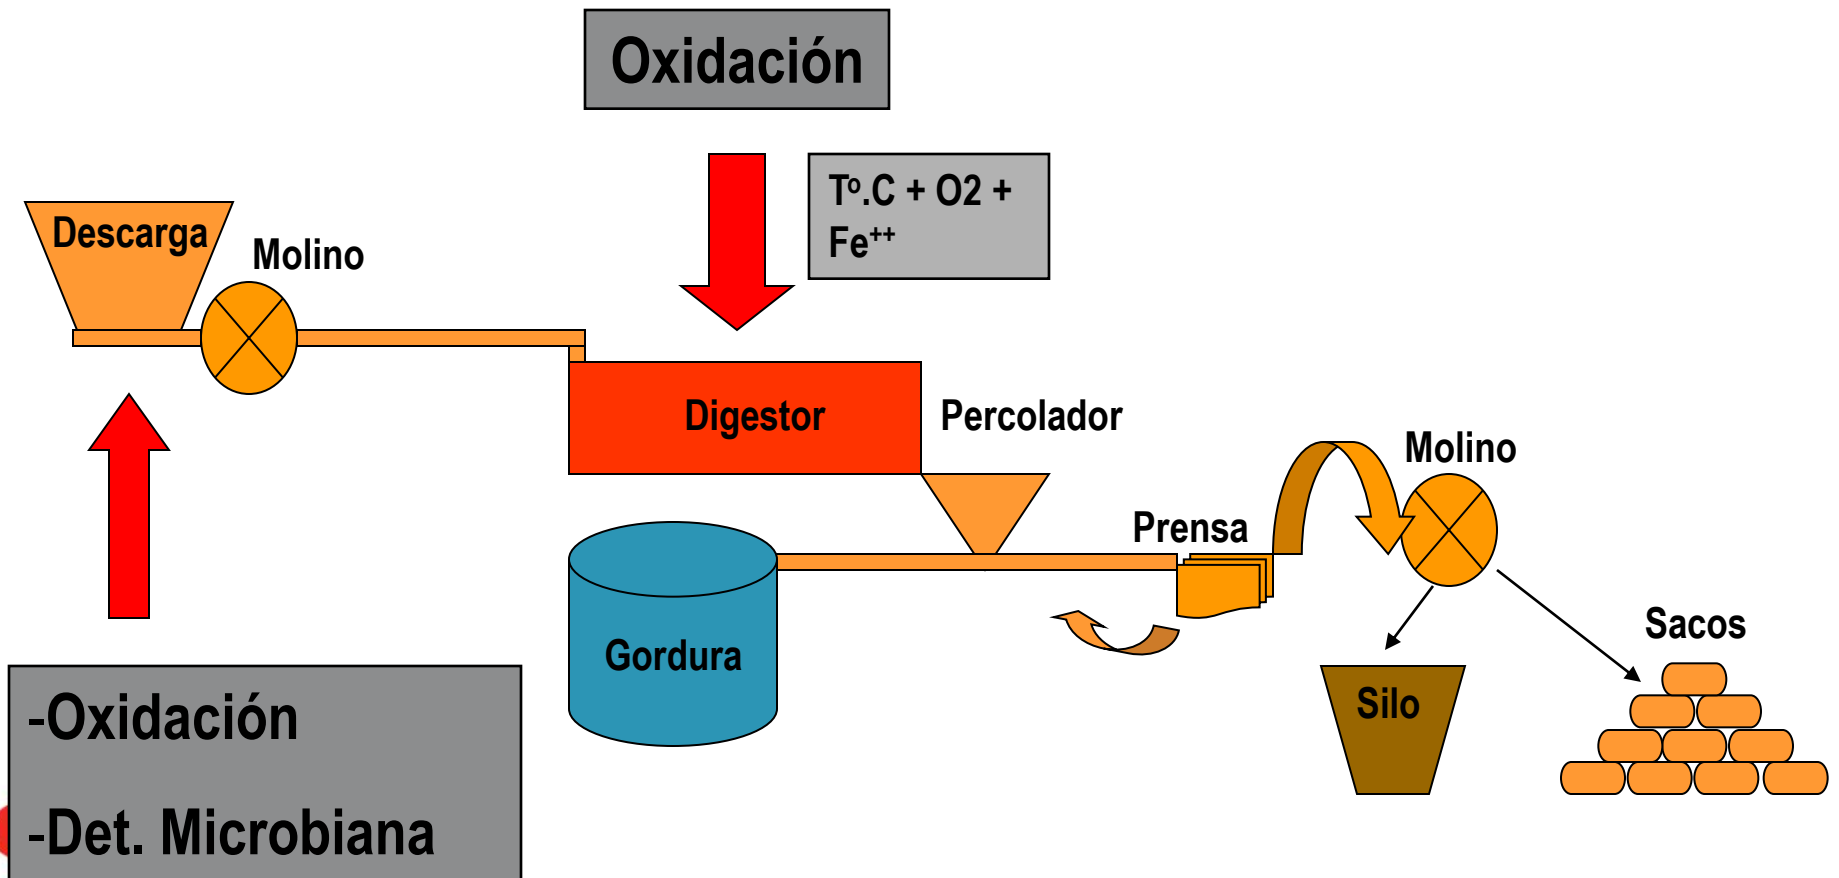 Oxidación
Tº.C + O2 +
Fe⁺⁺
Descarga
Molino
Digestor
Percolador
Molino
Prensa
Gordura
Sacos
Silo
-Oxidación
-Det. Microbiana